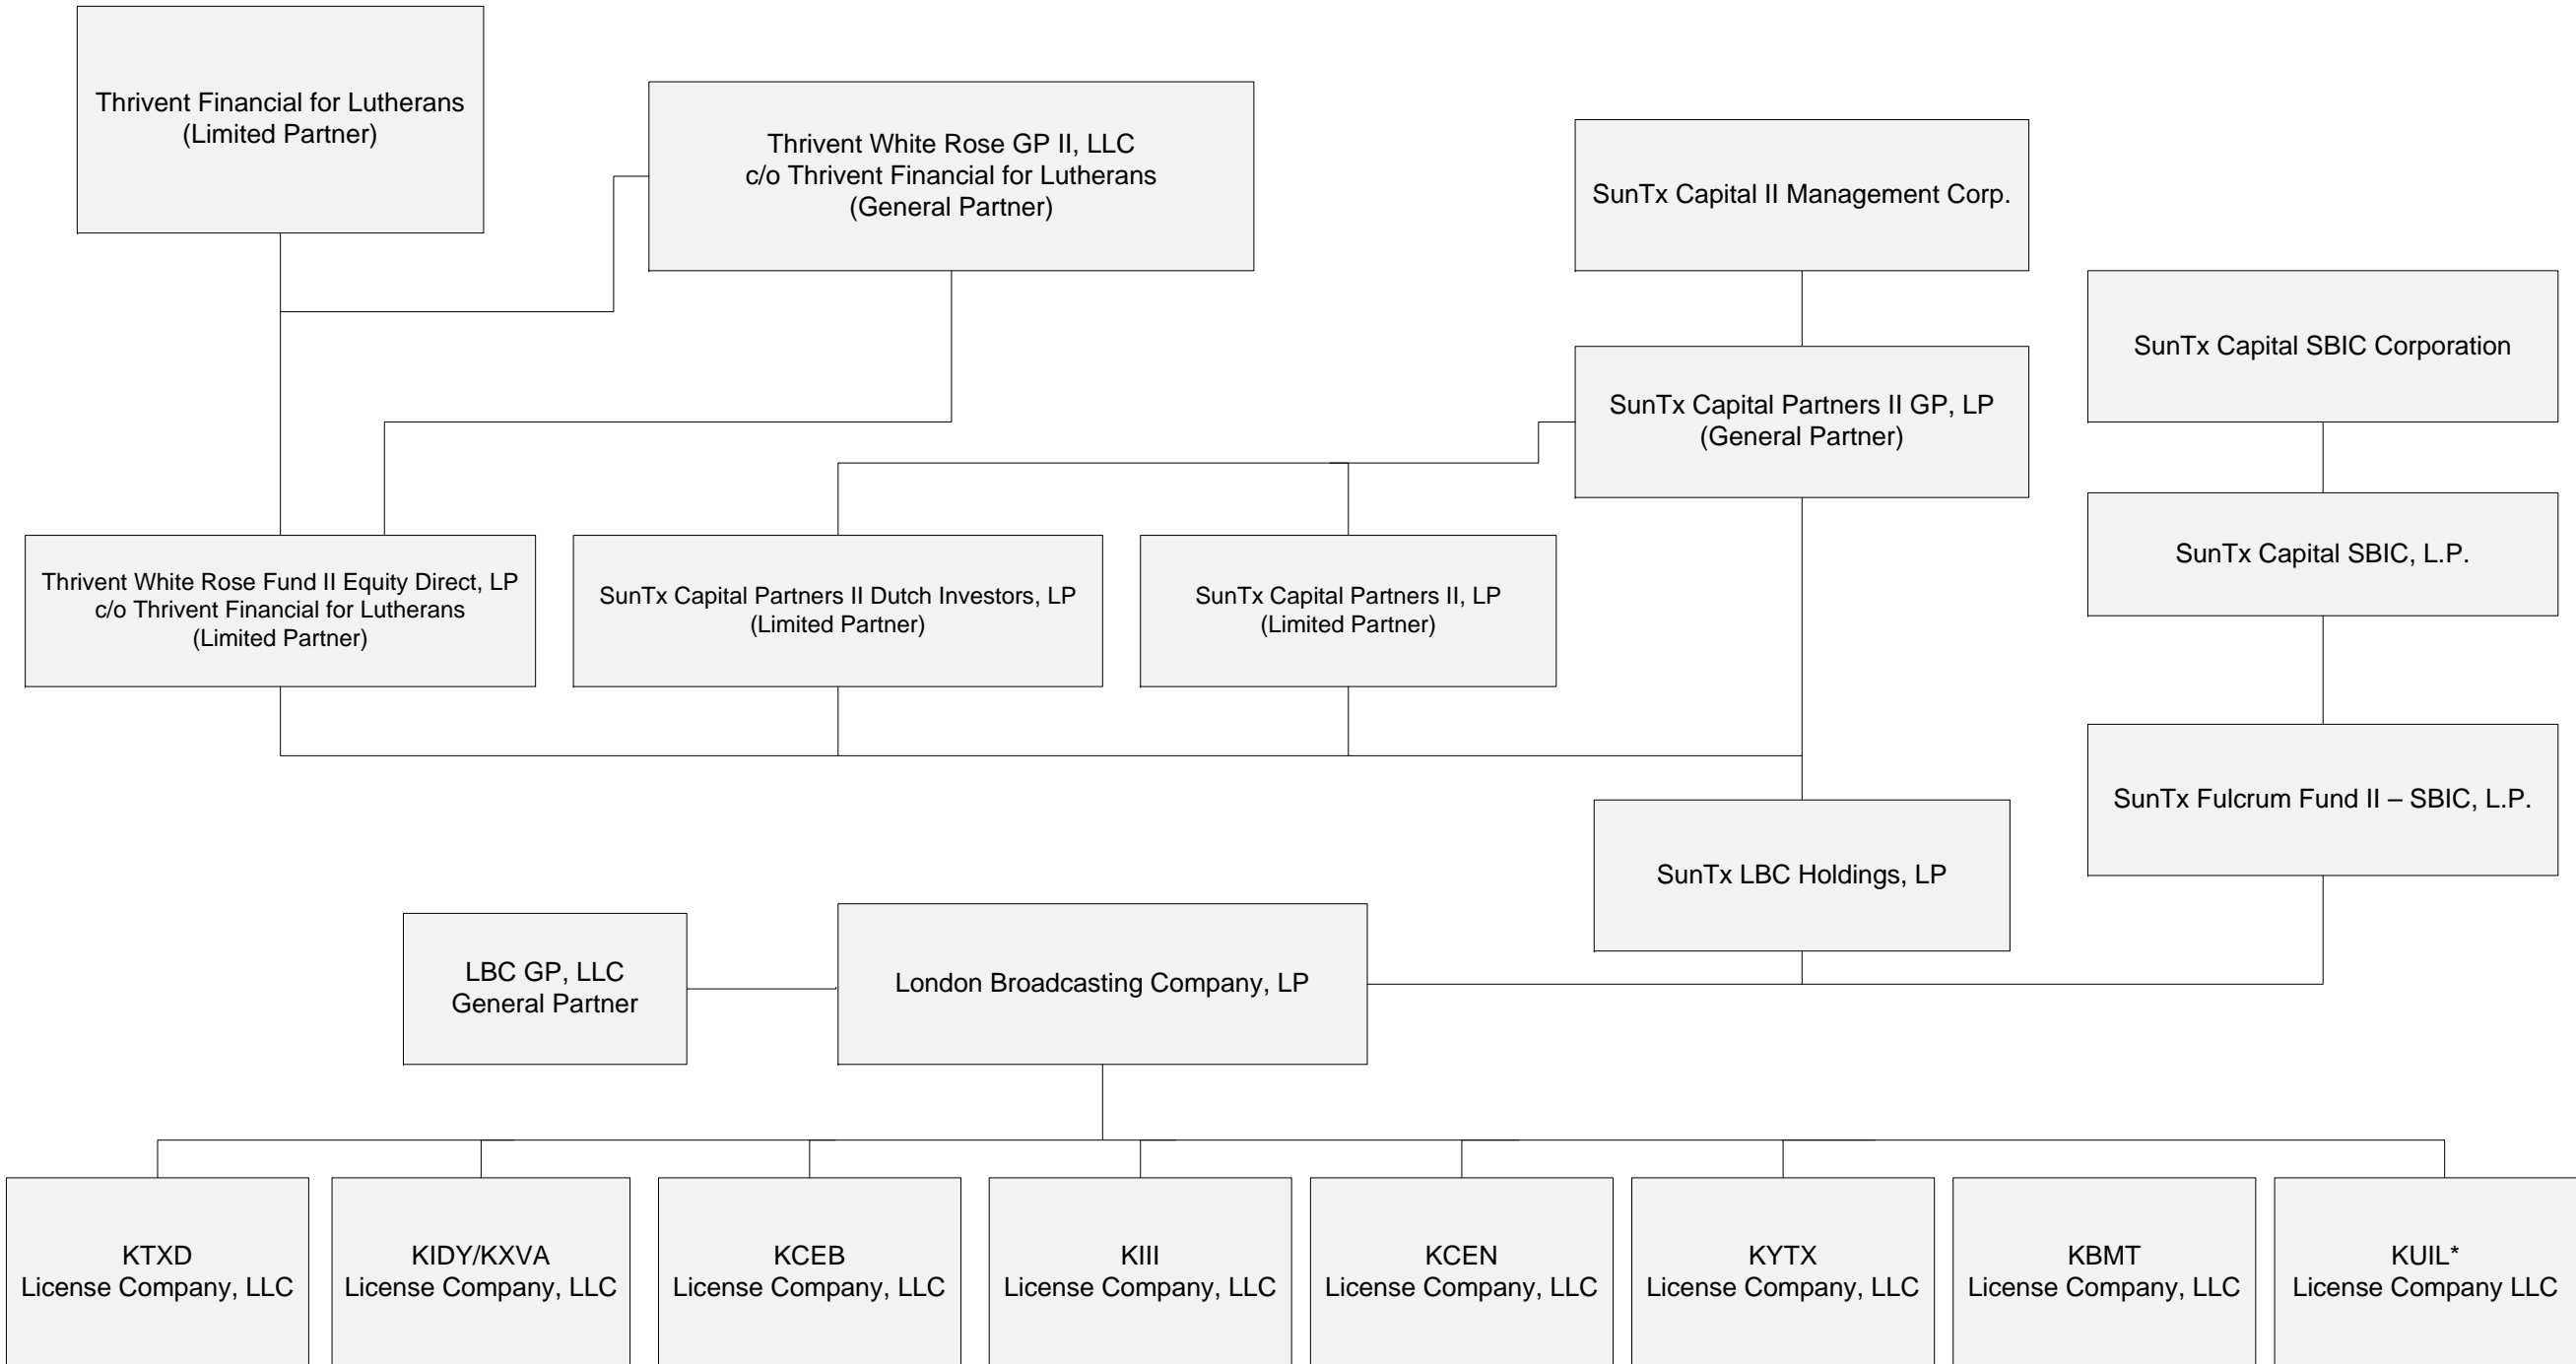 Thrivent Financial for Lutherans
(Limited Partner)
Thrivent White Rose GP II, LLC
c/o Thrivent Financial for Lutherans
(General Partner)
SunTx Capital II Management Corp.
SunTx Capital SBIC Corporation
SunTx Capital Partners II GP, LP
(General Partner)
SunTx Capital SBIC, L.P.
Thrivent White Rose Fund II Equity Direct, LP
c/o Thrivent Financial for Lutherans
(Limited Partner)
SunTx Capital Partners II Dutch Investors, LP
(Limited Partner)
SunTx Capital Partners II, LP
(Limited Partner)
SunTx Fulcrum Fund II – SBIC, L.P.
SunTx LBC Holdings, LP
LBC GP, LLC
General Partner
London Broadcasting Company, LP
KTXD
License Company, LLC
KIDY/KXVA
License Company, LLC
KCEB
License Company, LLC
KIII
License Company, LLC
KCEN
License Company, LLC
KYTX
License Company, LLC
KBMT
License Company, LLC
KUIL*
License Company LLC